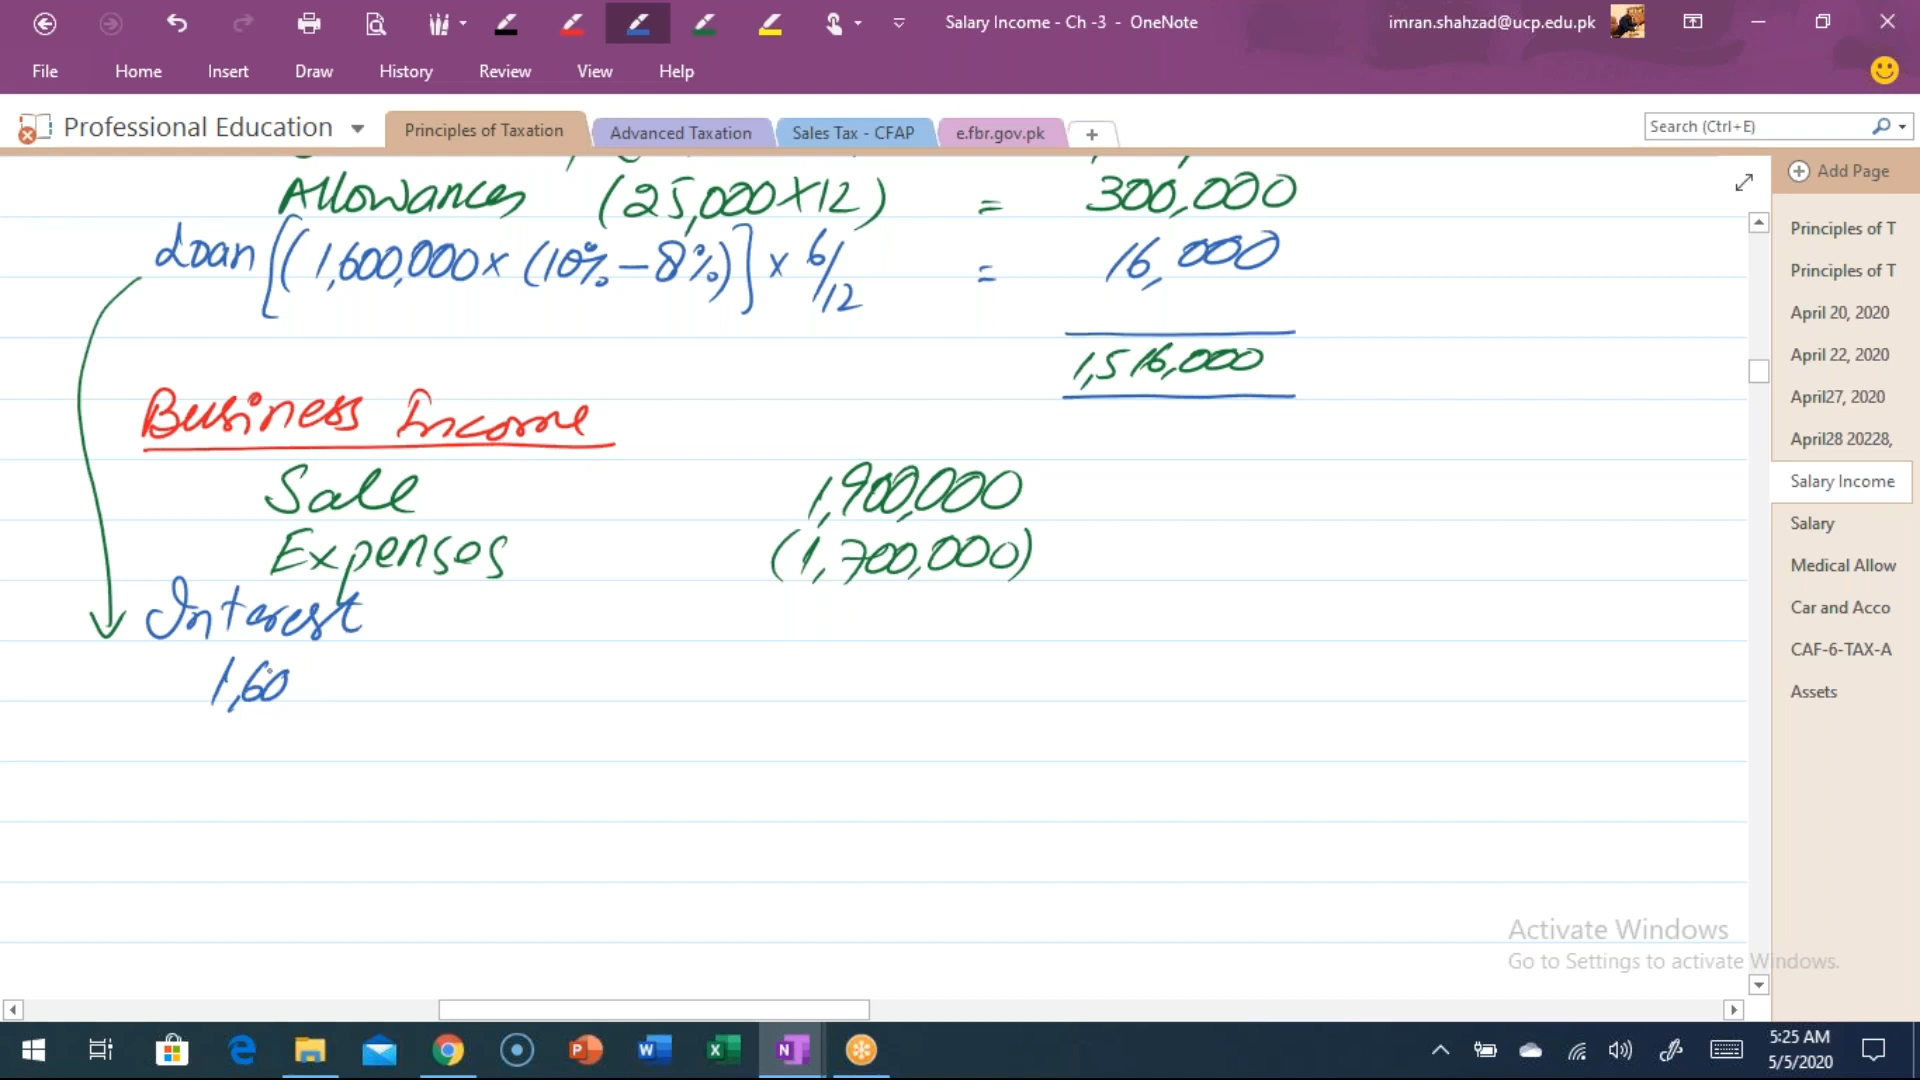 Salary Income - Ch -3 - OneNote
imran.shahzad@ucp.edu.pk
File Home Insert Draw History Review View Help
Professional Education
Principles of Taxation
Advanced Taxation
Sales Tax - CFAP
e.fbr.gov.pk
Search (Ctrl+E)
Allowances (25,000×12) = 300,000
Loan [(1,600,000× (10% – 8%)] × 6/12 = 16,000
1,516,000
Business Income
Sale 1,900,000
Expenses (1,700,000)
Interest
1,60
Add Page
Principles of T
Principles of T
April 20, 2020
April 22, 2020
April27, 2020
April28 20228,
Salary Income
Salary
Medical Allow
Car and Acco
CAF-6-TAX-A
Assets
Activate Windows
Go to Settings to activate Windows.
5:25 AM
5/5/2020